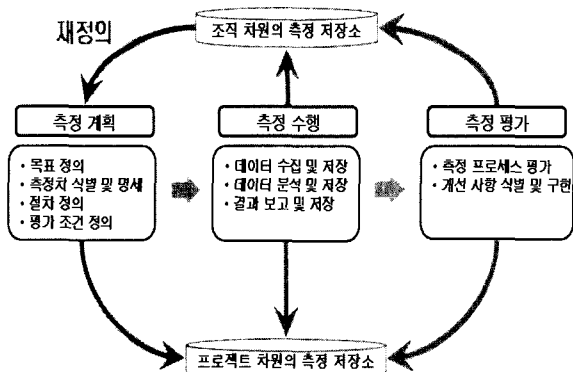 재정의
조직 차원의 측정 저장소
측정 계획
• 목표 정의
• 측정차 식별 및 명세
• 절차 정의
• 평가 조건 정의
측정 수행
• 데이터 수집 및 저장
• 데이터 분석 및 저장
• 결과 보고 및 저장
측정 평가
• 측정 프로세스 평가
• 개선 사항 식별 및 구현
프로젝트 차원의 측정 저장소